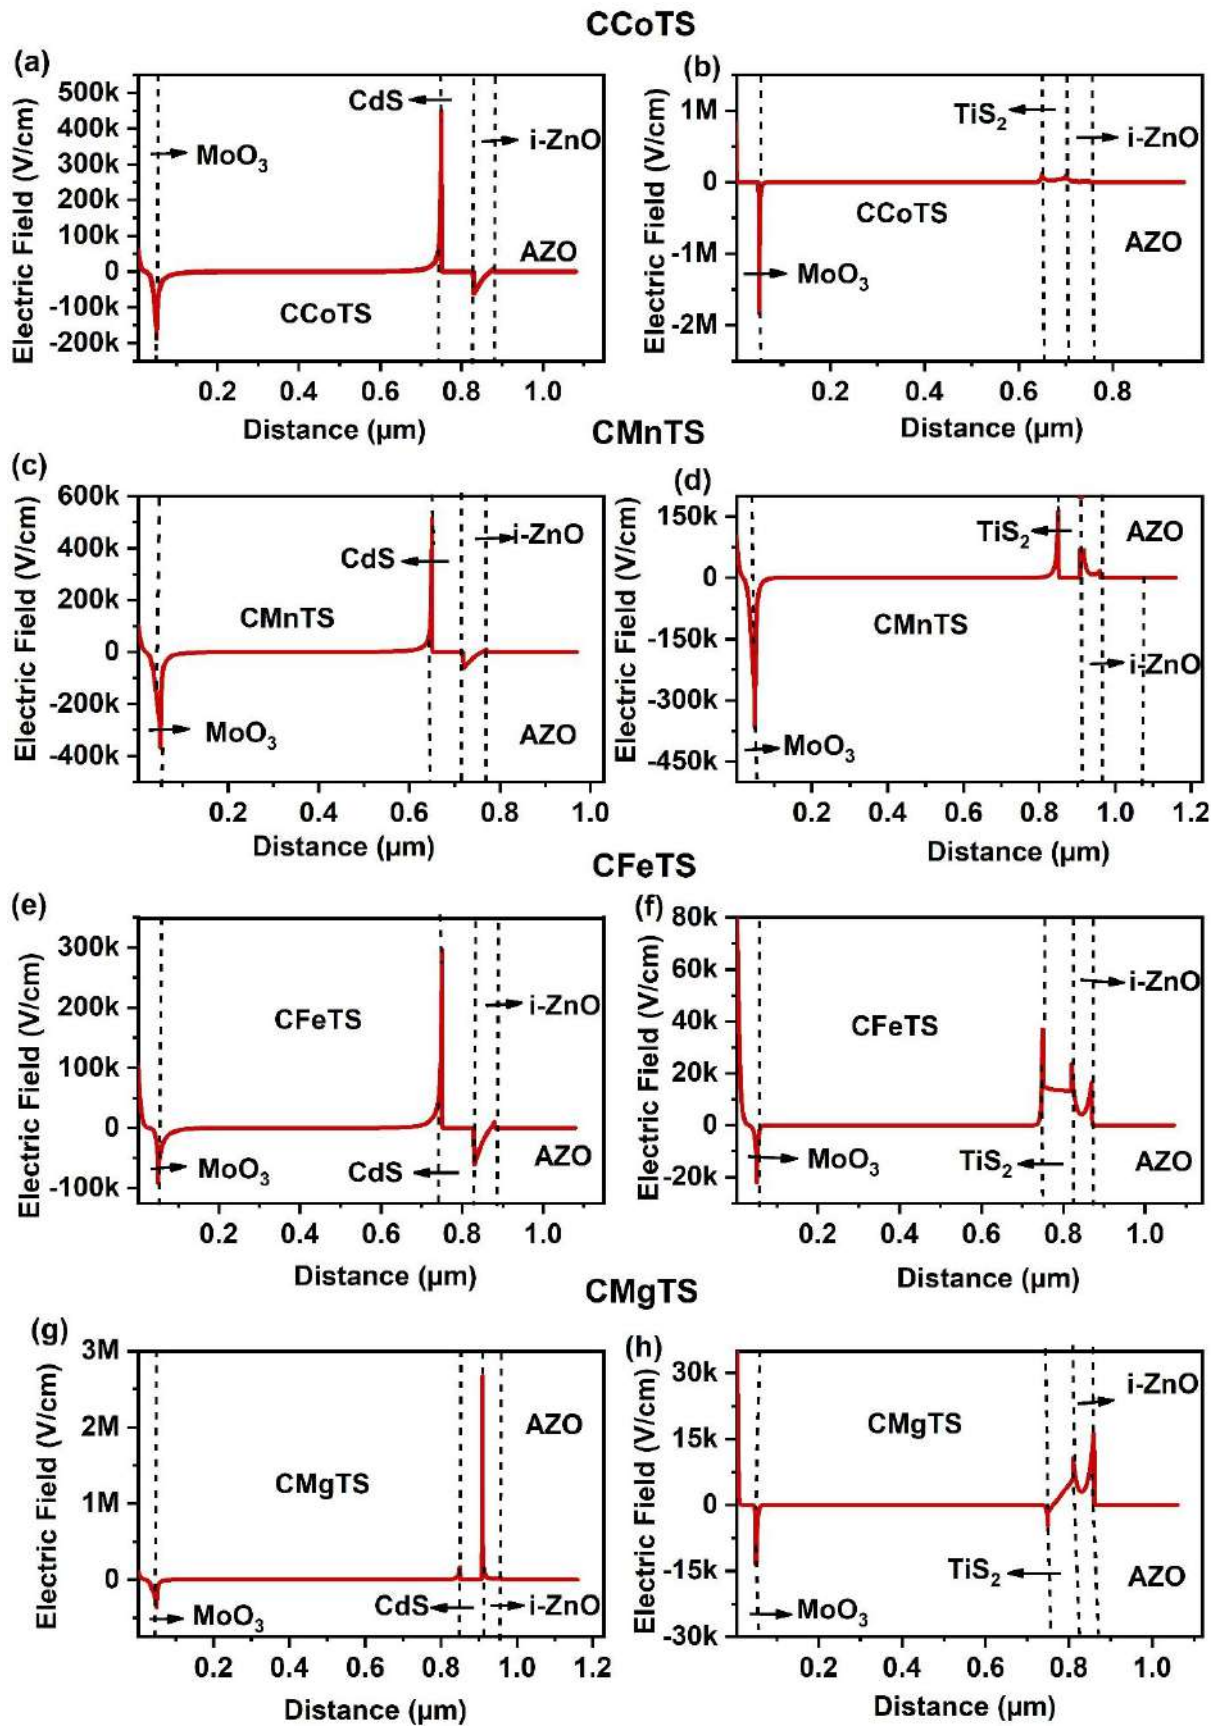 CCoTS
(a)
500k
400k
300k
200k
100k
0
-100k
-200k
Electric Field (V/cm)
CdS
MoO3
i-ZnO
AZO
CCoTS
0.2 0.4 0.6 0.8 1.0
Distance (µm)
(b)
1M
0
-1M
-2M
Electric Field (V/cm)
TiS2
i-ZnO
CCoTS
AZO
MoO3
0.2 0.4 0.6 0.8
Distance (µm)
CMnTS
(c)
600k
400k
200k
0
-200k
-400k
Electric Field (V/cm)
i-ZnO
CdS
CMnTS
MoO3
AZO
0.2 0.4 0.6 0.8 1.0
Distance (µm)
(d)
150k
0
-150k
-300k
-450k
Electric Field (V/cm)
TiS2
AZO
CMnTS
i-ZnO
MoO3
0.2 0.4 0.6 0.8 1.0 1.2
Distance (µm)
CFeTS
(e)
300k
200k
100k
0
-100k
Electric Field (V/cm)
i-ZnO
CFeTS
MoO3
CdS
AZO
0.2 0.4 0.6 0.8 1.0
Distance (µm)
(f)
80k
60k
40k
20k
0
-20k
Electric Field (V/cm)
i-ZnO
CFeTS
MoO3
TiS2
AZO
0.2 0.4 0.6 0.8 1.0
Distance (µm)
CMgTS
(g)
3M
2M
1M
0
Electric Field (V/cm)
AZO
CMgTS
MoO3
CdS
i-ZnO
0.2 0.4 0.6 0.8 1.0
Distance (µm)
(h)
30k
15k
0
-15k
-30k
Electric Field (V/cm)
i-ZnO
CMgTS
TiS2
AZO
MoO3
0.2 0.4 0.6 0.8 1.0
Distance (µm)